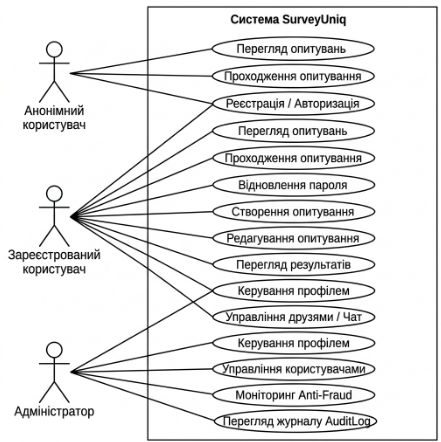 Система SurveyUniq
Перегляд опитувань
Проходження опитування
Реєстрація / Авторизація
Анонімний
користувач
Перегляд опитувань
Проходження опитування
Відновлення пароля
Створення опитування
Редагування опитування
Перегляд результатів
Зареєстрований
користувач
Керування профілем
Управління друзями / Чат
Керування профілем
Управління користувачами
Моніторинг Anti-Fraud
Перегляд журналу AuditLog
Адміністратор